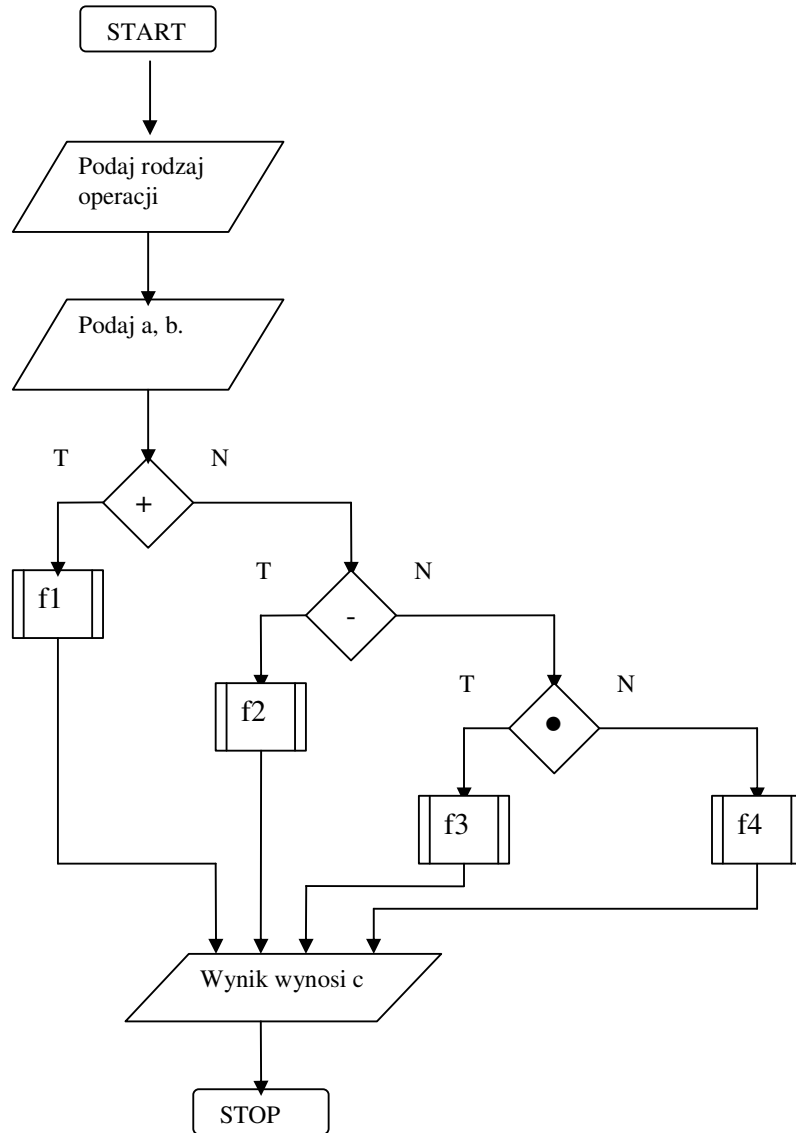 START
Podaj rodzaj
operacji
Podaj a, b.
T N
+
T N
f1
-
T N
f2
●
f3 f4
Wynik wynosi c
STOP